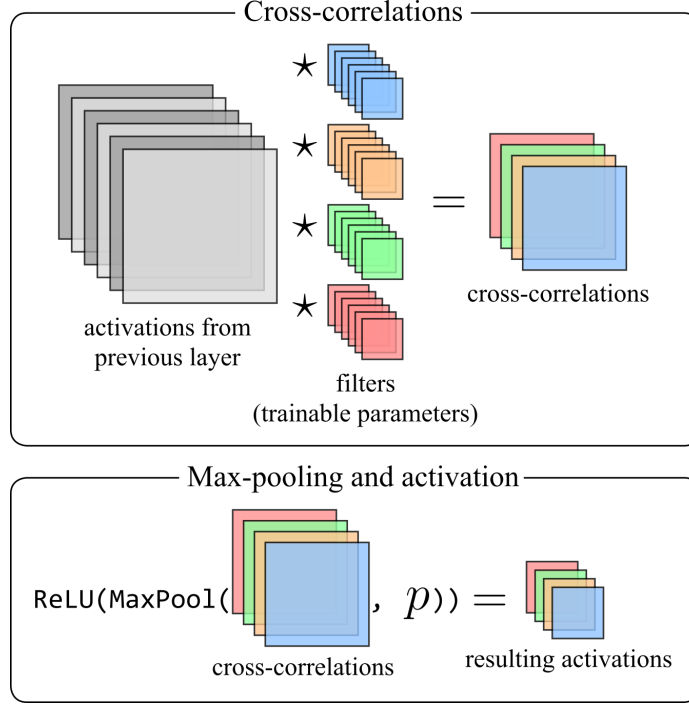 Cross-correlations
★
★
★
★
=
activations from
previous layer
cross-correlations
filters
(trainable parameters)
Max-pooling and activation
ReLU(MaxPool( , p)) =
cross-correlations
resulting activations